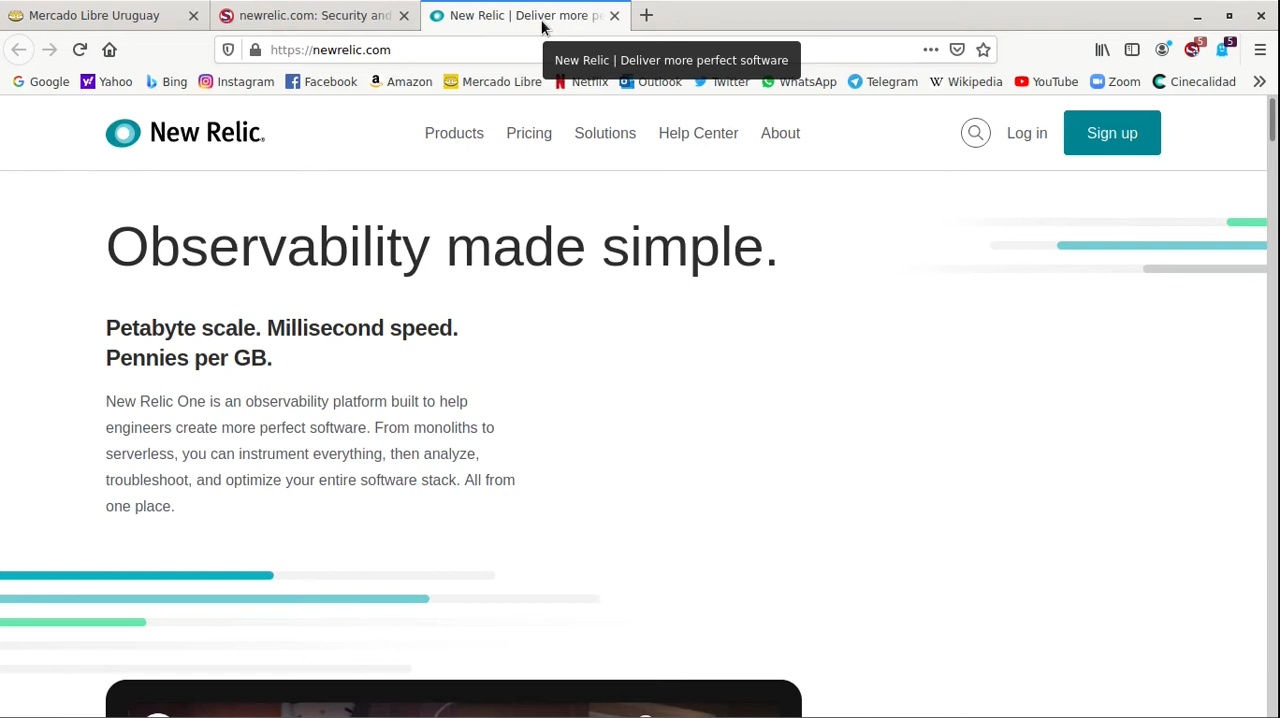 Mercado Libre Uruguay
newrelic.com: Security and
New Relic | Deliver more pe
https://newrelic.com
New Relic | Deliver more perfect software
5
5
Google Yahoo Bing Instagram Facebook Amazon Mercado Libre Netflix Outlook Twitter WhatsApp Telegram Wikipedia YouTube Zoom Cinecalidad
New Relic.
Products Pricing Solutions Help Center About
Log in
Sign up
Observability made simple.
Petabyte scale. Millisecond speed.
Pennies per GB.
New Relic One is an observability platform built to help
engineers create more perfect software. From monoliths to
serverless, you can instrument everything, then analyze,
troubleshoot, and optimize your entire software stack. All from
one place.